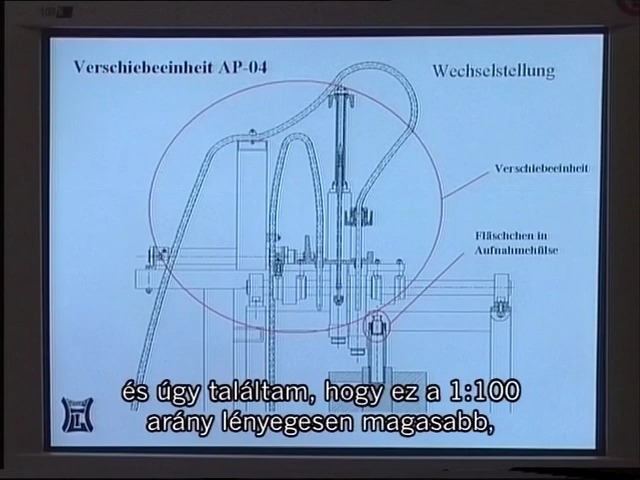 Verschiebeeinheit AP-04
Wechselstellung
Verschiebeeinheit
Fläschchen in
Aufnahmehülse
és úgy találtam, hogy ez a 1:100
arány lényegesen magasabb,